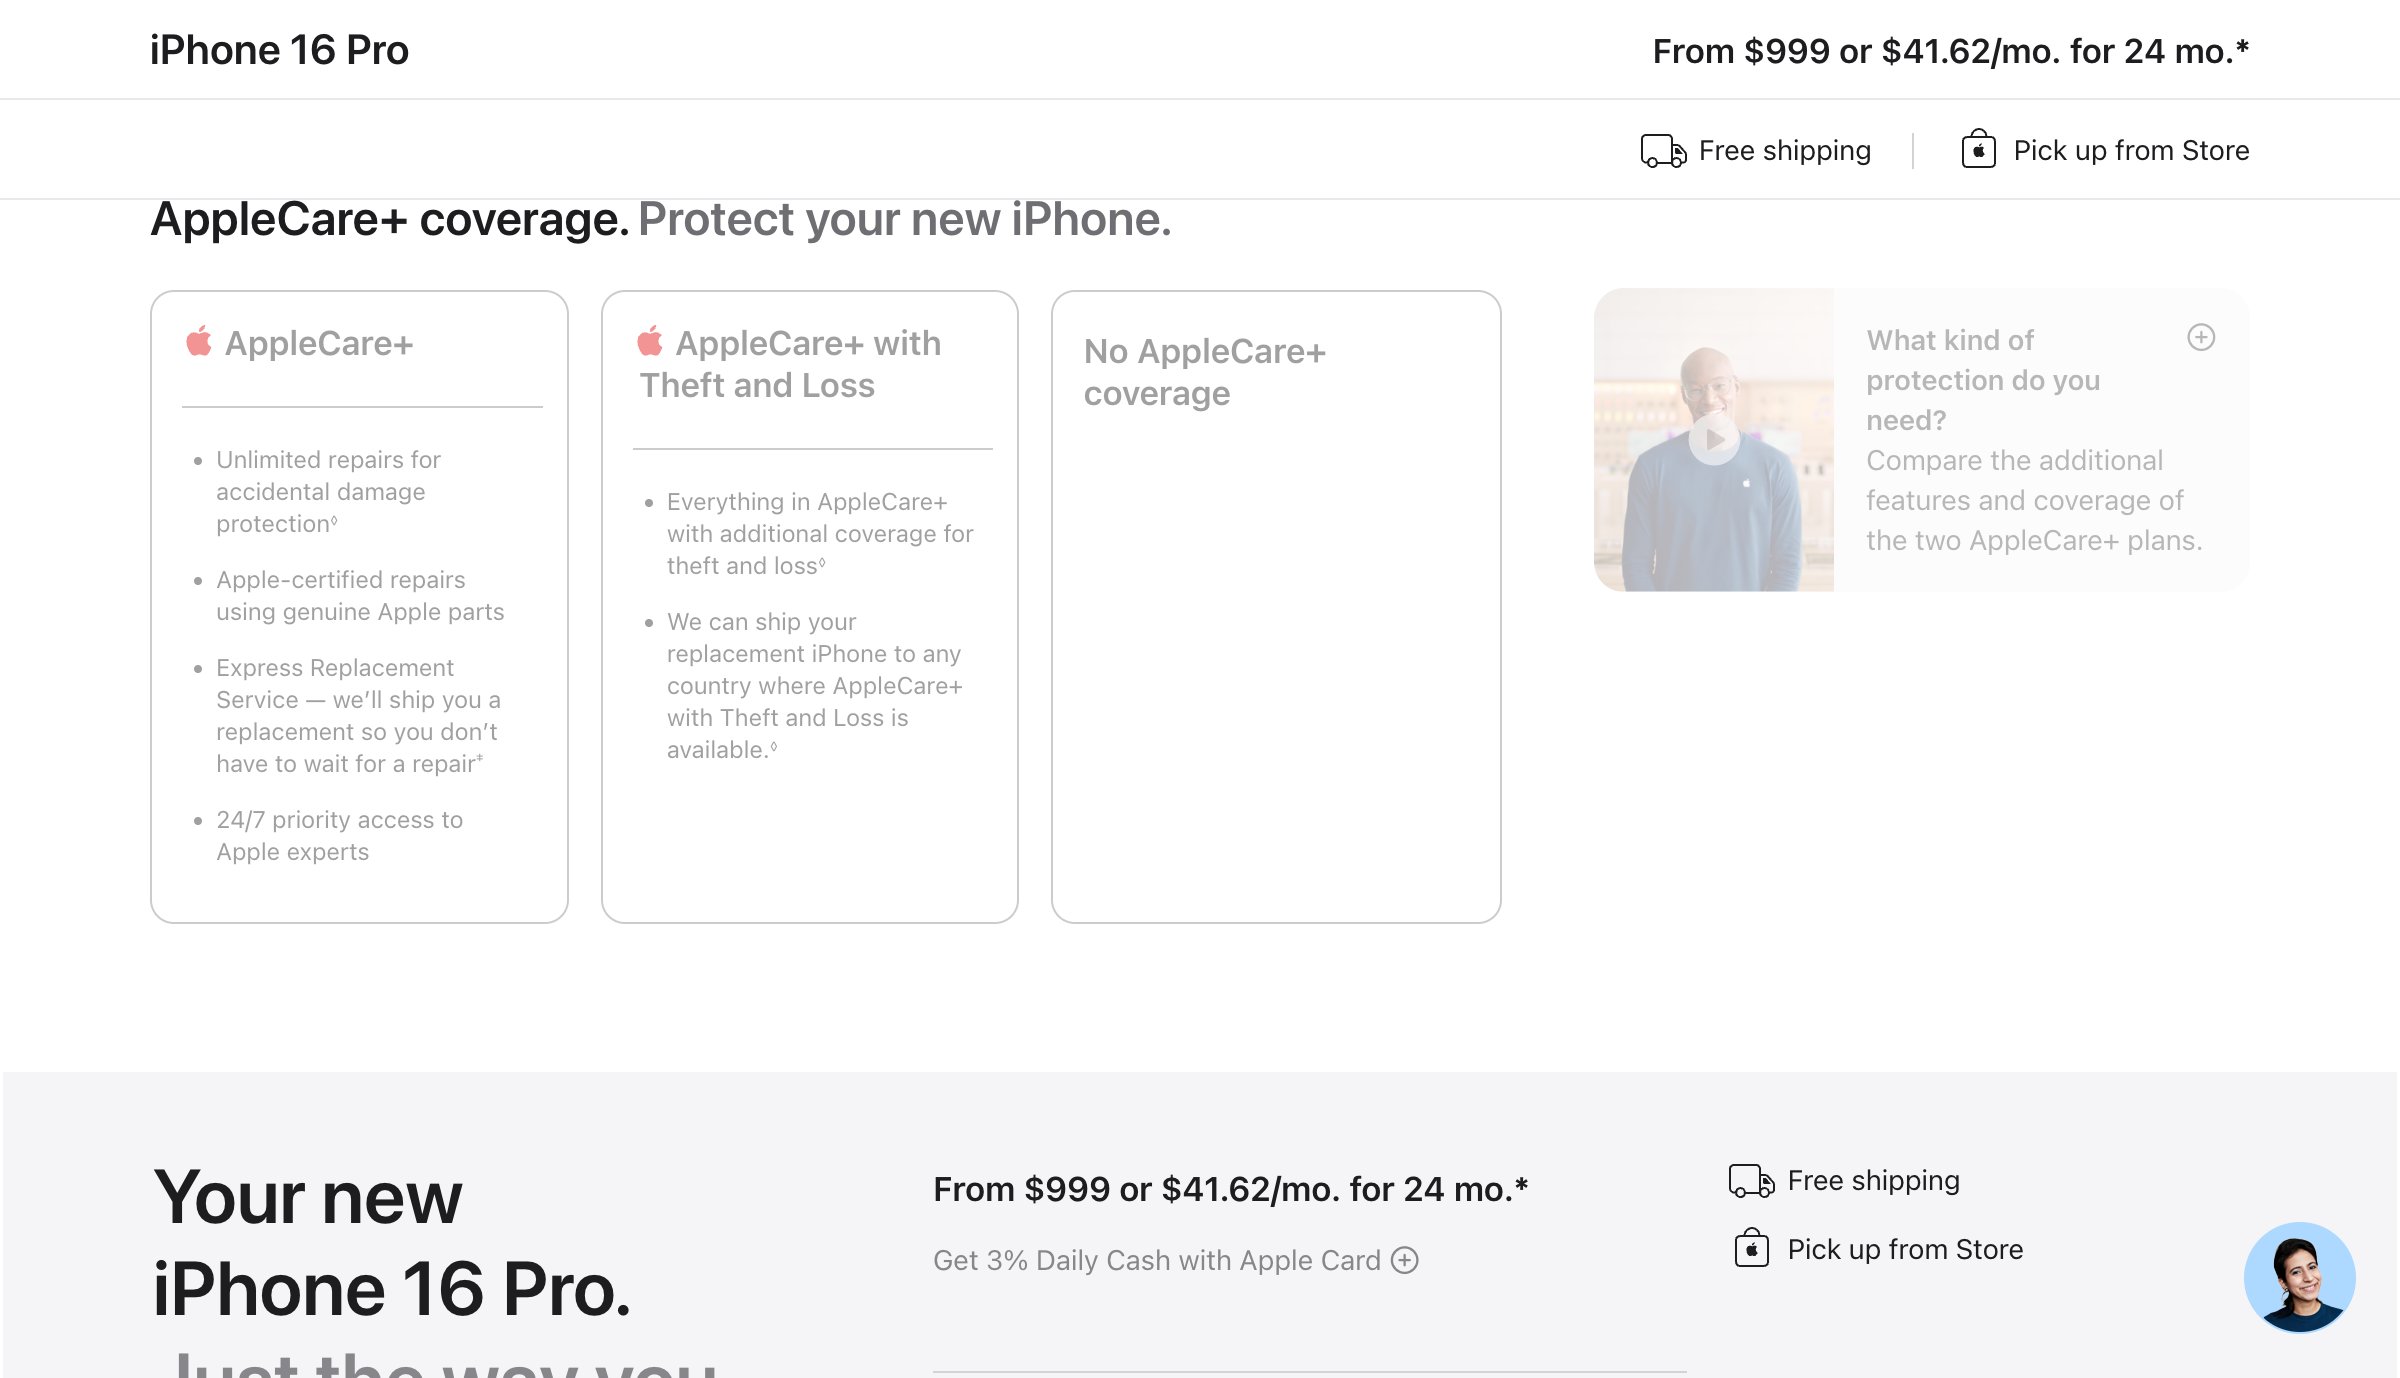 iPhone 16 Pro
From $999 or $41.62/mo. for 24 mo.*
Free shipping
Pick up from Store
AppleCare+ coverage. Protect your new iPhone.
AppleCare+
Unlimited repairs for
accidental damage
protection◊
Apple-certified repairs
using genuine Apple parts
Express Replacement
Service — we’ll ship you a
replacement so you don’t
have to wait for a repair‡
24/7 priority access to
Apple experts
AppleCare+ with
Theft and Loss
Everything in AppleCare+
with additional coverage for
theft and loss◊
We can ship your
replacement iPhone to any
country where AppleCare+
with Theft and Loss is
available.◊
No AppleCare+
coverage
What kind of
protection do you
need?
Compare the additional
features and coverage of
the two AppleCare+ plans.
Your new
iPhone 16 Pro.
Just the way you
From $999 or $41.62/mo. for 24 mo.*
Get 3% Daily Cash with Apple Card
Free shipping
Pick up from Store